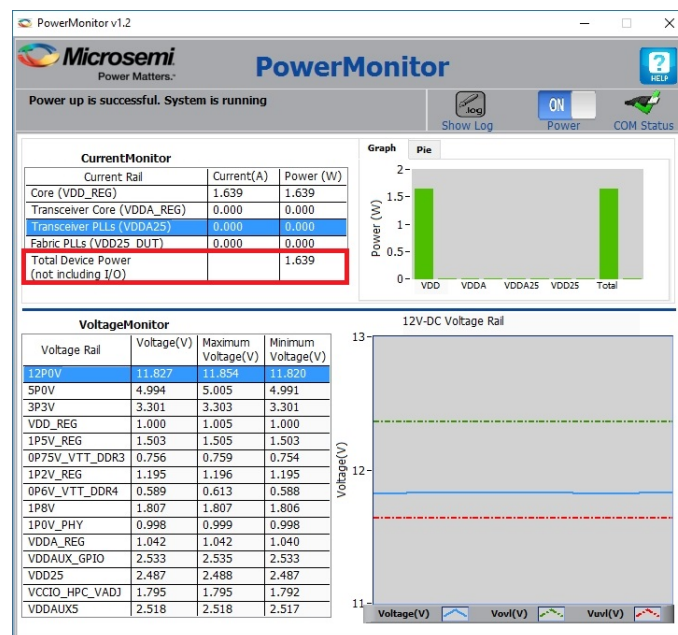 PowerMonitor v1.2
Microsemi
Power Matters.™
PowerMonitor
HELP
Power up is successful. System is running
.log
Show Log
ON
Power
COM Status
CurrentMonitor
Current Rail Current(A) Power (W)
Core (VDD_REG) 1.639 1.639
Transceiver Core (VDDA_REG) 0.000 0.000
Transceiver PLLs (VDDA25) 0.000 0.000
Fabric PLLs (VDD25_DUT) 0.000 0.000
Total Device Power 1.639
(not including I/O)
Graph Pie
Power (W)
2
1.5
1
0.5
0
VDD VDDA VDDA25 VDD25 Total
VoltageMonitor
Voltage Rail Voltage(V) Maximum Voltage(V) Minimum Voltage(V)
12P0V 11.827 11.854 11.820
5P0V 4.994 5.005 4.991
3P3V 3.301 3.303 3.301
VDD_REG 1.000 1.005 1.000
1P5V_REG 1.503 1.505 1.503
0P75V_VTT_DDR3 0.756 0.759 0.754
1P2V_REG 1.195 1.196 1.195
0P6V_VTT_DDR4 0.589 0.613 0.588
1P8V 1.807 1.807 1.806
1P0V_PHY 0.998 0.999 0.998
VDDA_REG 1.042 1.042 1.040
VDDAUX_GPIO 2.533 2.535 2.533
VDD25 2.487 2.488 2.487
VCCIO_HPC_VADJ 1.795 1.795 1.792
VDDAUX5 2.518 2.518 2.517
12V-DC Voltage Rail
Voltage(V)
13
12
11
Voltage(V) Vovl(V) Vuvl(V)